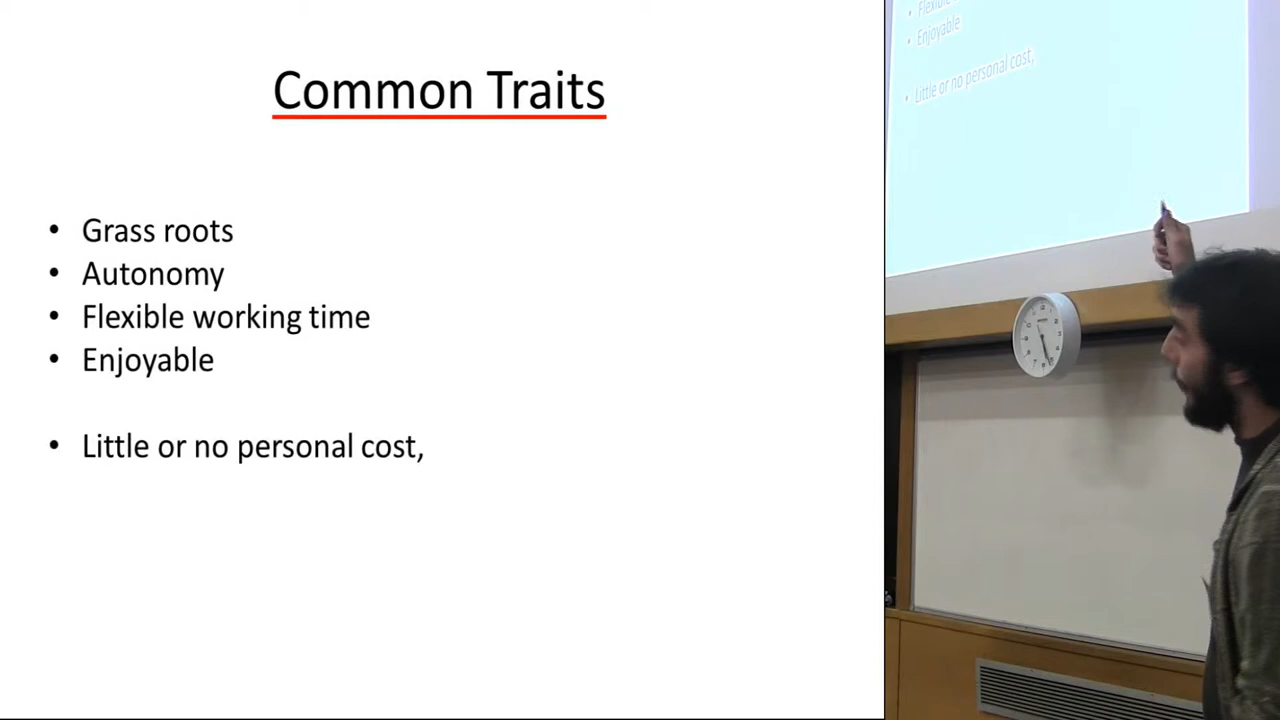 Common Traits
• Grass roots
• Autonomy
• Flexible working time
• Enjoyable
• Little or no personal cost,
• Flexible
• Enjoyable
• Little or no personal cost,